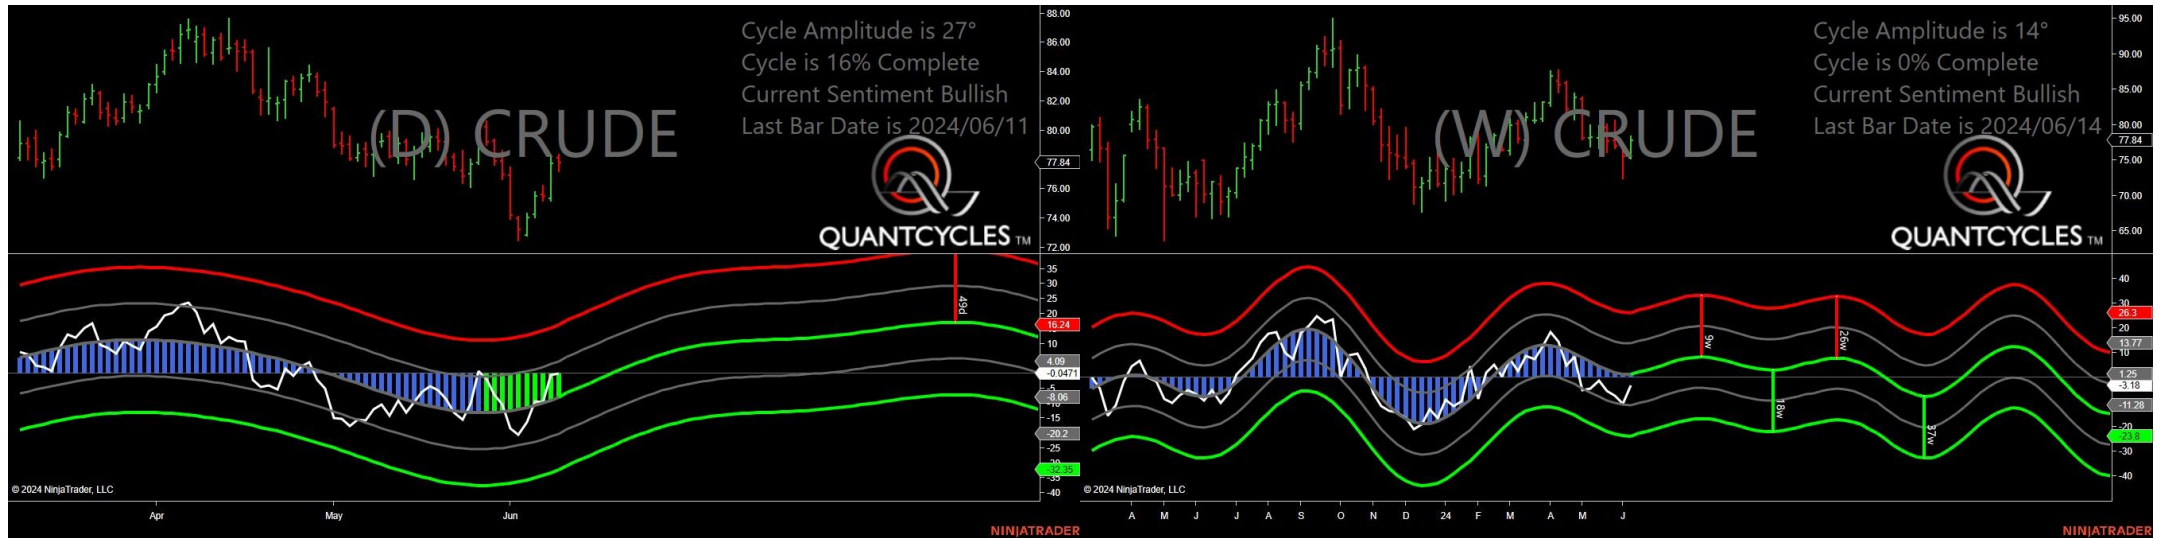 Cycle Amplitude is 27°
Cycle is 16% Complete
Current Sentiment Bullish
Last Bar Date is 2024/06/11
(D) CRUDE
QUANTCYCLES TM
88.00
86.00
84.00
82.00
80.00
77.84
76.00
74.00
72.00
49d
35
30
25
20
16.24
10
4.09
-0.0471
-5
-8.06
-15
-20.2
-25
-32.35
-35
-40
© 2024 NinjaTrader, LLC
Apr May Jun
NINJATRADER
Cycle Amplitude is 14°
Cycle is 0% Complete
Current Sentiment Bullish
Last Bar Date is 2024/06/14
(W) CRUDE
QUANTCYCLES TM
95.00
90.00
85.00
80.00
77.84
75.00
70.00
65.00
9w
26w
18w
37w
40
30
26.3
20
13.77
10
1.25
-3.18
-11.28
-20
-23.8
-30
-40
© 2024 NinjaTrader, LLC
A M J J A S O N D 24 F M A M J
NINJATRADER